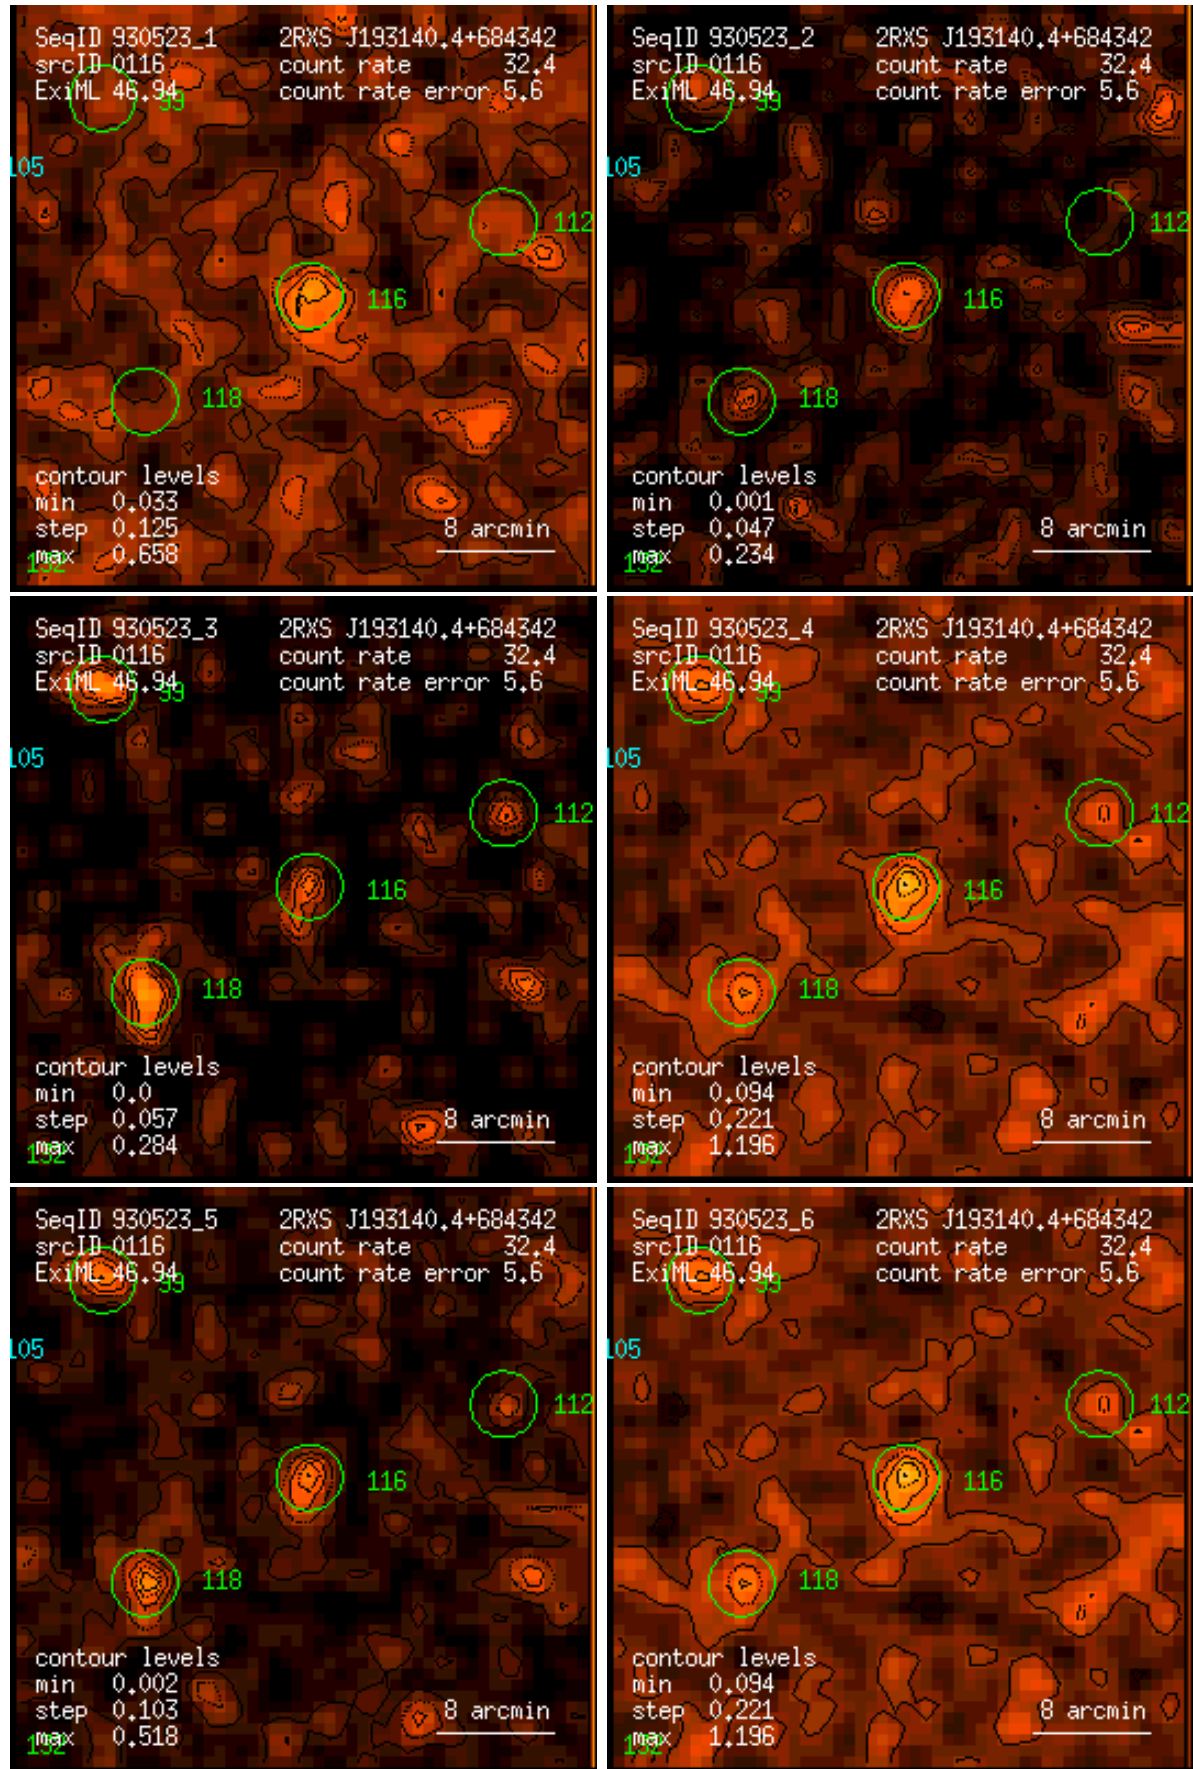 SeqID 930523_1 2RXS J193140.4+684342
srcID 0116 count rate 32.4
ExiML 46.94 count rate error 5.6
99
105
112
116
118
contour levels
min 0.033
step 0.125
max 0.658
8 arcmin
132
SeqID 930523_2 2RXS J193140.4+684342
srcID 0116 count rate 32.4
ExiML 46.94 count rate error 5.6
99
105
112
116
118
contour levels
min 0.001
step 0.047
max 0.234
8 arcmin
132
SeqID 930523_3 2RXS J193140.4+684342
srcID 0116 count rate 32.4
ExiML 46.94 count rate error 5.6
99
105
112
116
118
contour levels
min 0.0
step 0.057
max 0.284
8 arcmin
132
SeqID 930523_4 2RXS J193140.4+684342
srcID 0116 count rate 32.4
ExiML 46.94 count rate error 5.6
99
105
112
116
118
contour levels
min 0.094
step 0.221
max 1.196
8 arcmin
132
SeqID 930523_5 2RXS J193140.4+684342
srcID 0116 count rate 32.4
ExiML 46.94 count rate error 5.6
99
105
112
116
118
contour levels
min 0.002
step 0.103
max 0.518
8 arcmin
132
SeqID 930523_6 2RXS J193140.4+684342
srcID 0116 count rate 32.4
ExiML 46.94 count rate error 5.6
99
105
112
116
118
contour levels
min 0.094
step 0.221
max 1.196
8 arcmin
132